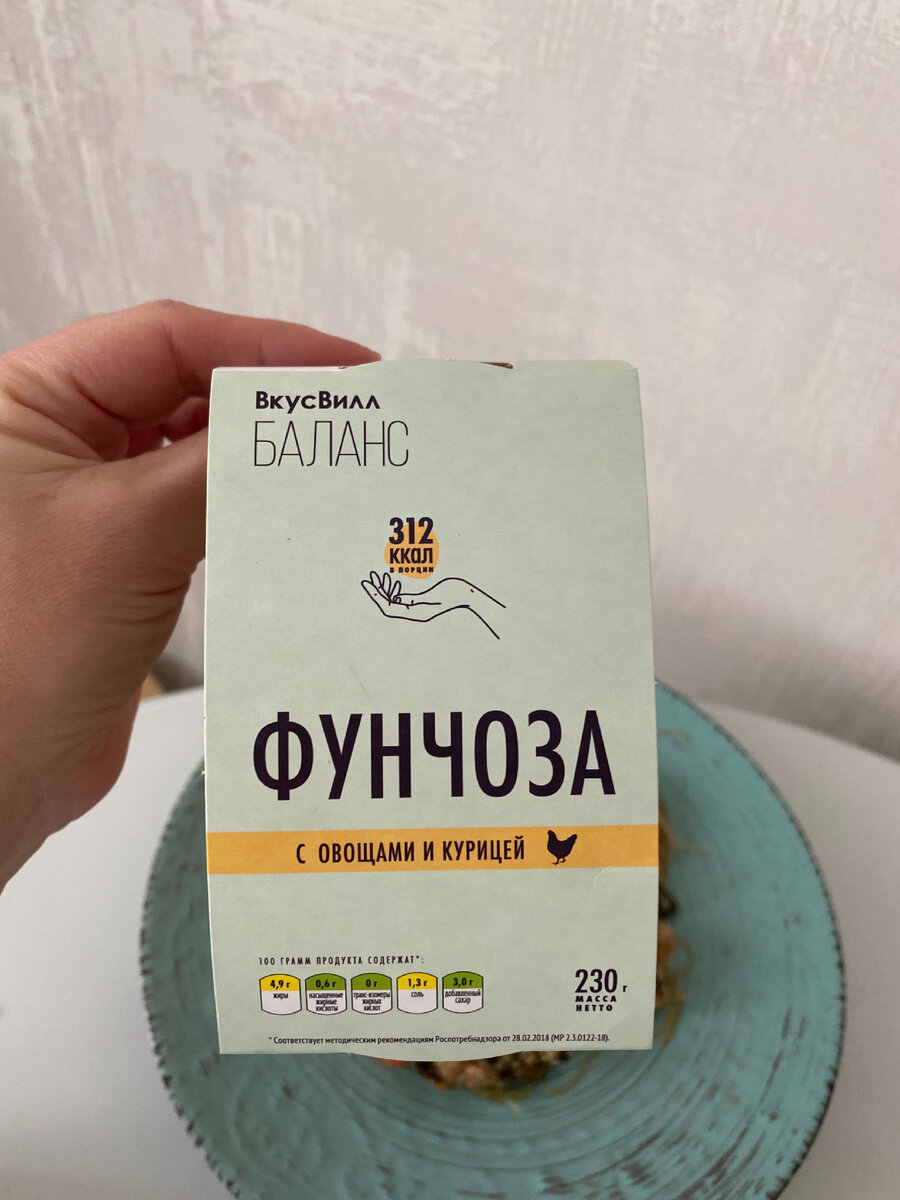 ВкусВилл
БАЛАНС
312
ккал
в порции
ФУНЧОЗА
С ОВОЩАМИ И КУРИЦЕЙ
100 ГРАММ ПРОДУКТА СОДЕРЖАТ*:
4,9 г
жиры
0,6 г
насыщенные
жирные
кислоты
0 г
транс-изомеры
жирных
кислот
1,3 г
соль
3,0 г
добавленный
сахар
230 г
МАССА
НЕТТО
* Соответствует методическим рекомендациям Роспотребнадзора от 28.02.2018 (МР 2.3.0122-18).